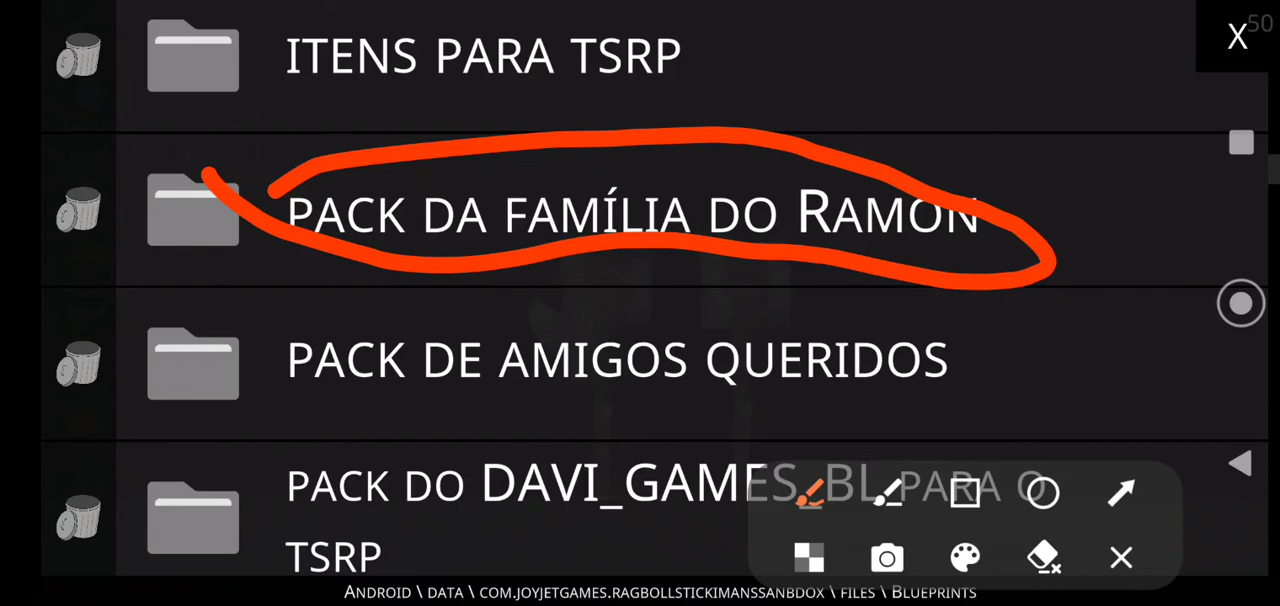 50
X
ITENS PARA TSRP
PACK DA FAMÍLIA DO RAMON
PACK DE AMIGOS QUERIDOS
PACK DO DAVI_GAMES_BL PARA O
TSRP
ANDROID \ DATA \ COM.JOYJETGAMES.RAGBOLLSTICKIMANSSANBDOX \ FILES \ BLUEPRINTS